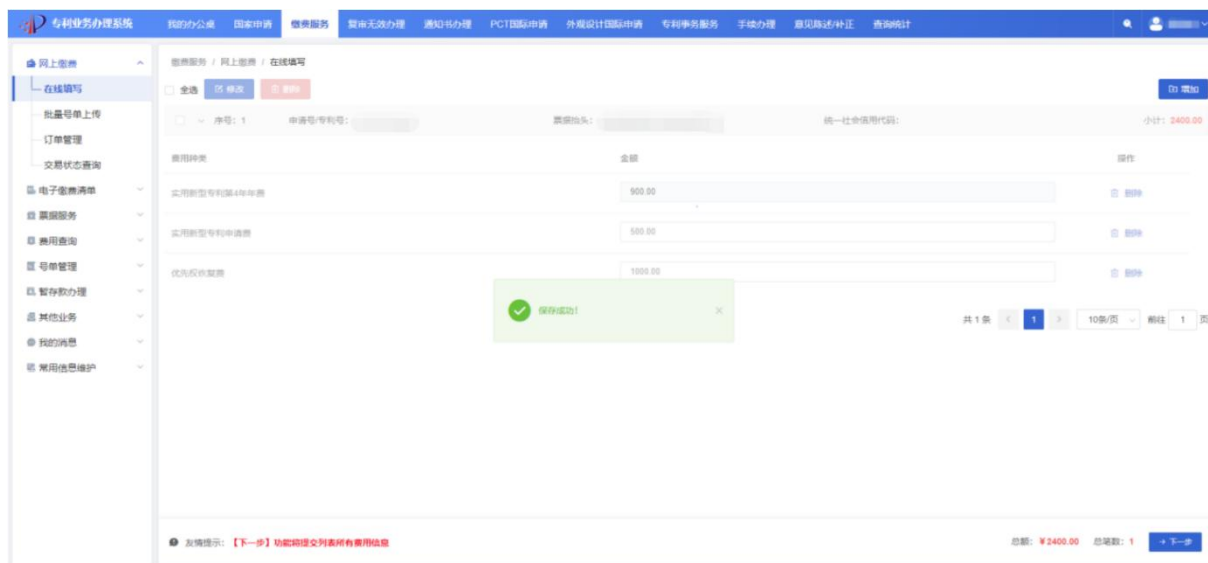 专利业务办理系统 我的办公桌 国家申请 缴费服务 复审无效办理 通知书办理 PCT国际申请 外观设计国际申请 专利事务服务 手续办理 意见陈述/补正 查询统计
网上缴费
在线填写
批量号单上传
订单管理
交易状态查询
电子缴费清单
票据服务
费用查询
号单管理
暂存款办理
其他业务
我的消息
常用信息维护
缴费服务 / 网上缴费 / 在线填写
全选 修改 删除 增加
序号：1 申请号/专利号： 票据抬头： 统一社会信用代码： 小计：2400.00
费用种类 金额 操作
实用新型专利第4年年费 900.00 删除
实用新型专利申请费 500.00 删除
优先权恢复费 1000.00 删除
保存成功！
共 1 条 1 10条/页 前往 1 页
友情提示：【下一步】功能将提交列表所有费用信息 总额：￥2400.00 总笔数：1 下一步